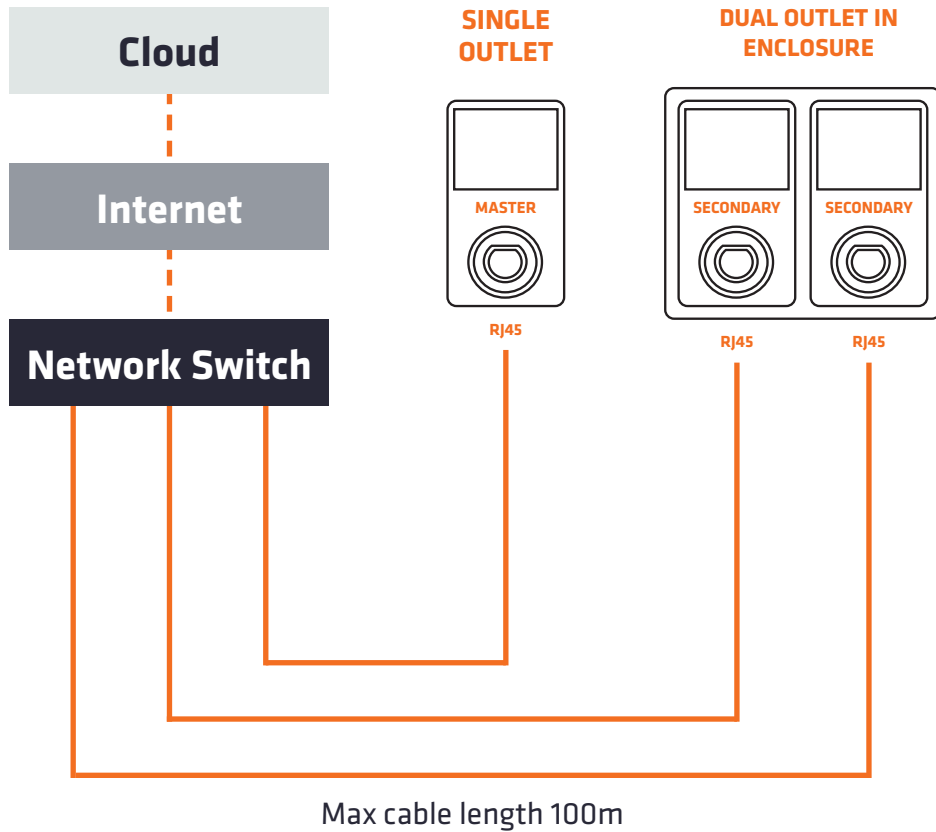 Cloud
Internet
Network Switch
SINGLE
OUTLET
MASTER
RJ45
DUAL OUTLET IN
ENCLOSURE
SECONDARY
SECONDARY
RJ45
RJ45
Max cable length 100m